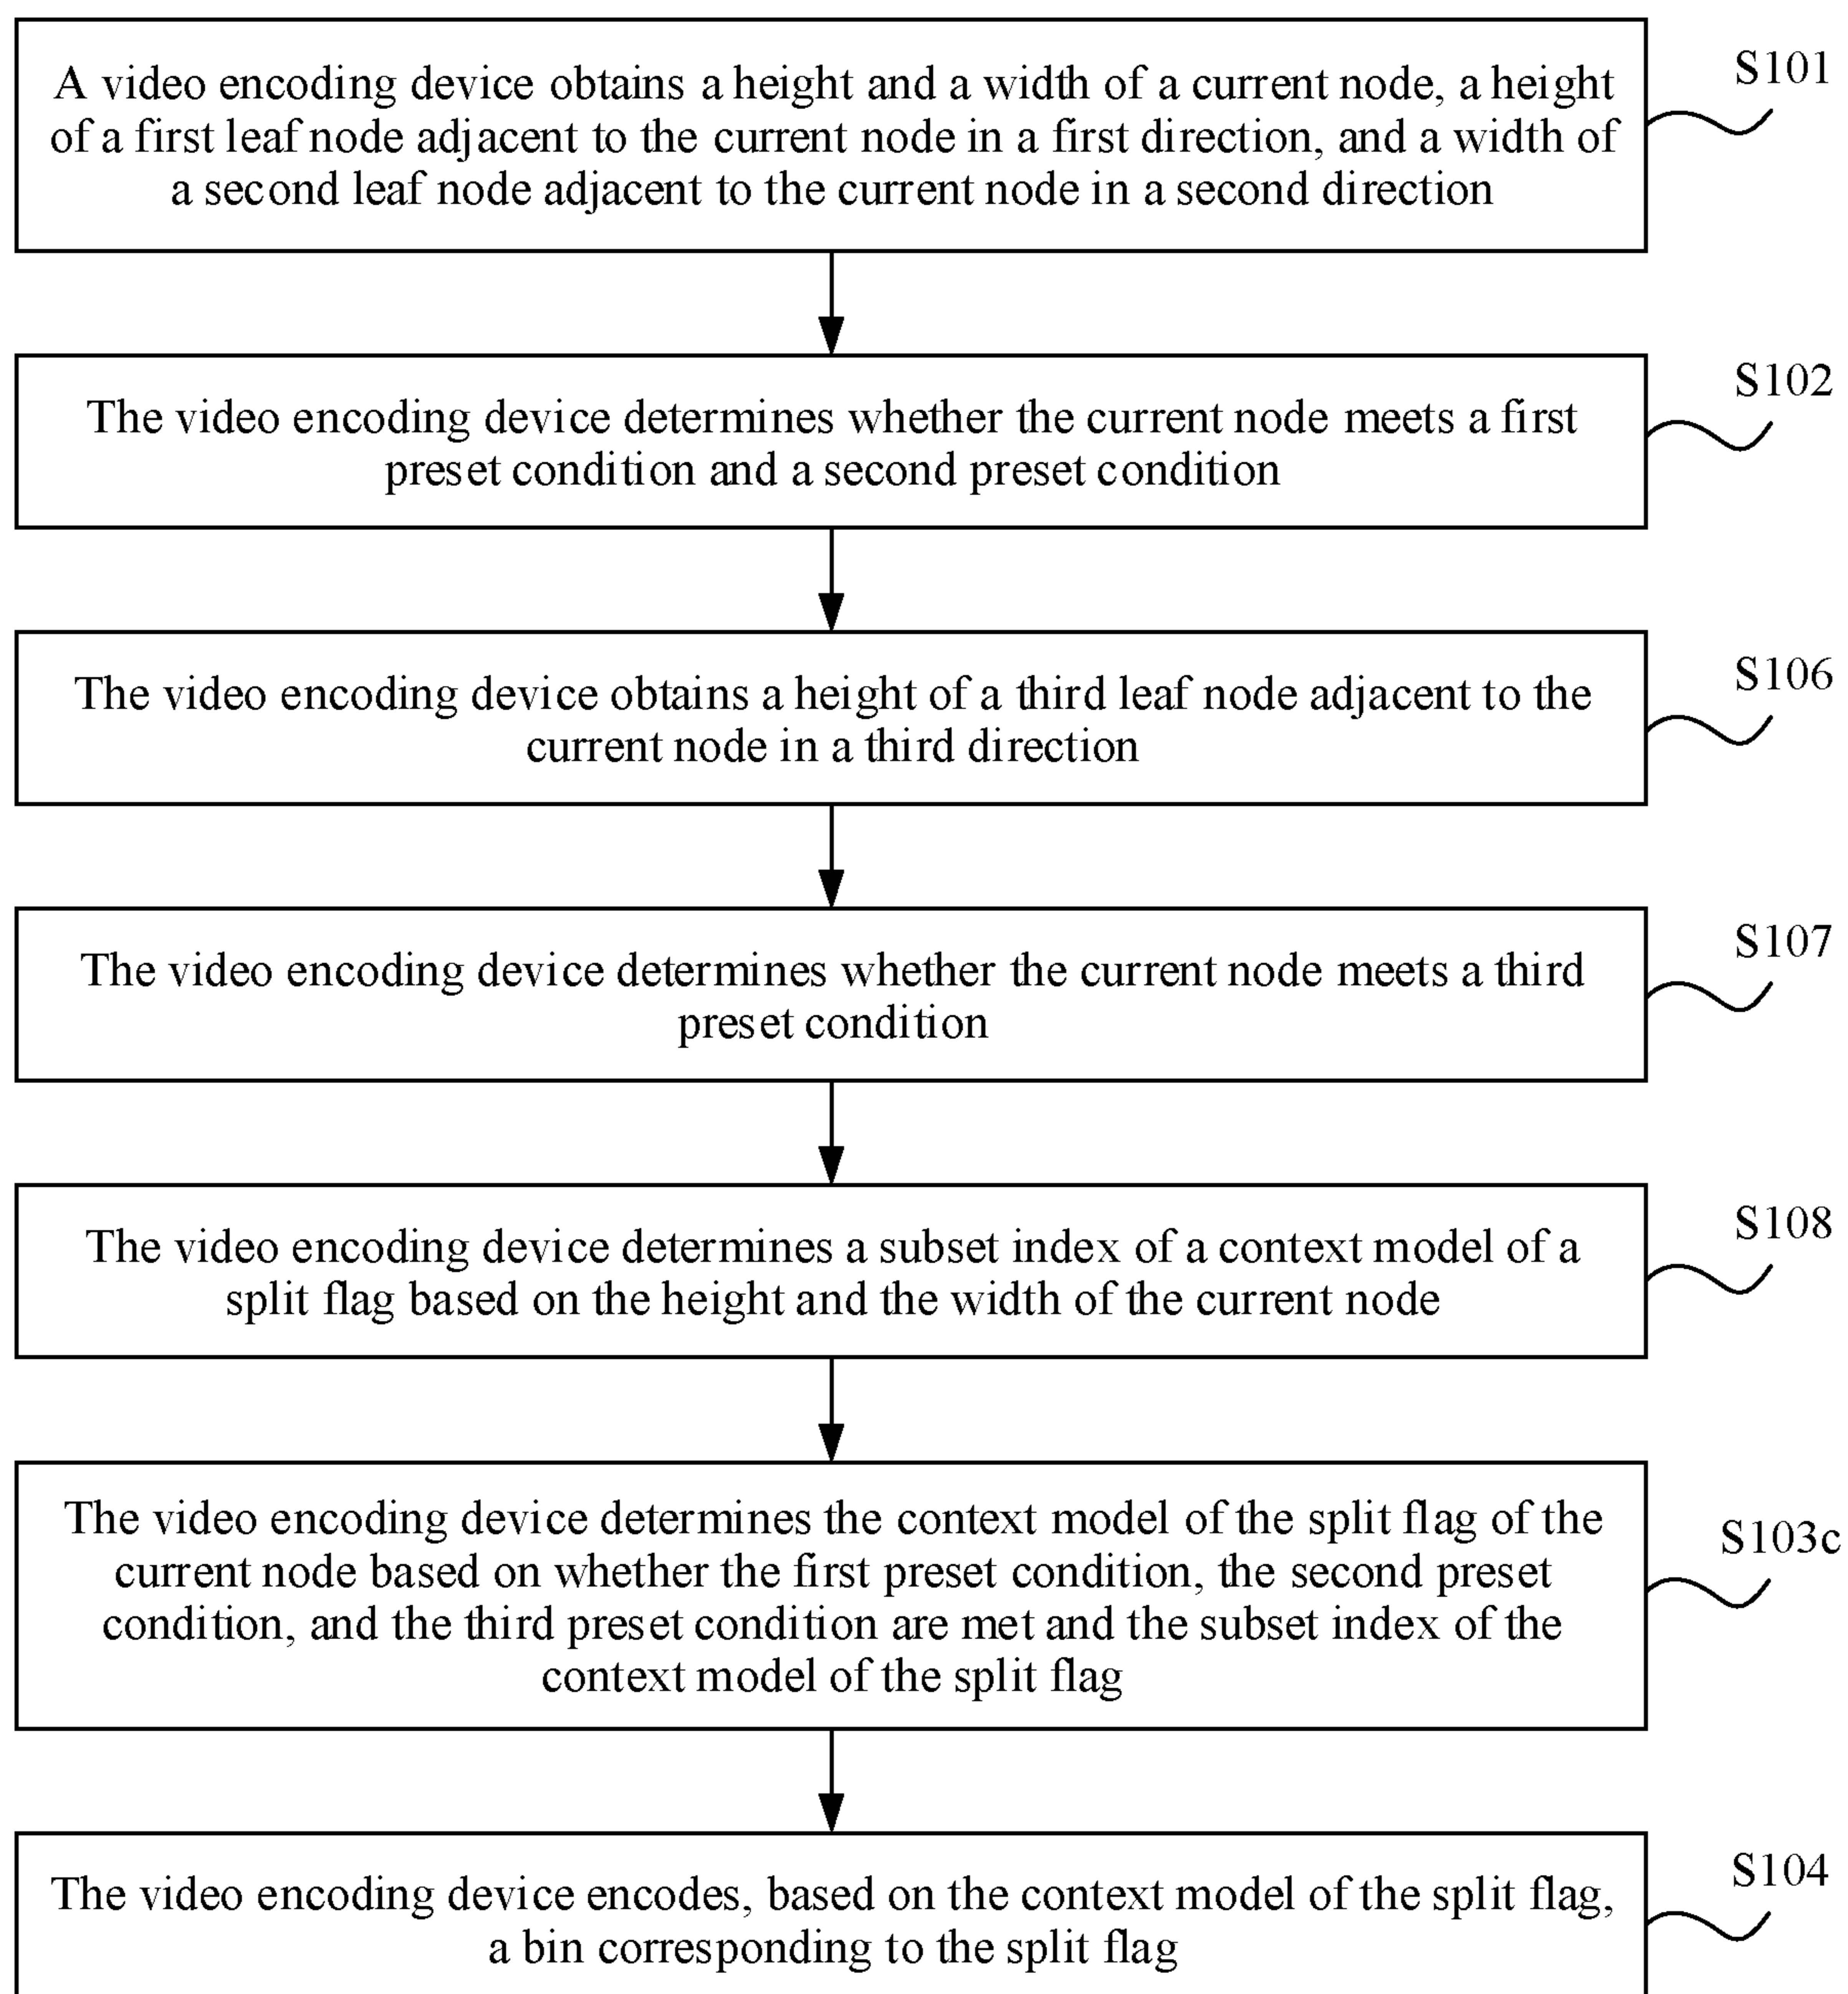 A video encoding device obtains a height and a width of a current node, a height
of a first leaf node adjacent to the current node in a first direction, and a width of
a second leaf node adjacent to the current node in a second direction
S101
The video encoding device determines whether the current node meets a first
preset condition and a second preset condition
S102
The video encoding device obtains a height of a third leaf node adjacent to the
current node in a third direction
S106
The video encoding device determines whether the current node meets a third
preset condition
S107
The video encoding device determines a subset index of a context model of a
split flag based on the height and the width of the current node
S108
The video encoding device determines the context model of the split flag of the
current node based on whether the first preset condition, the second preset
condition, and the third preset condition are met and the subset index of the
context model of the split flag
S103c
The video encoding device encodes, based on the context model of the split flag,
a bin corresponding to the split flag
S104